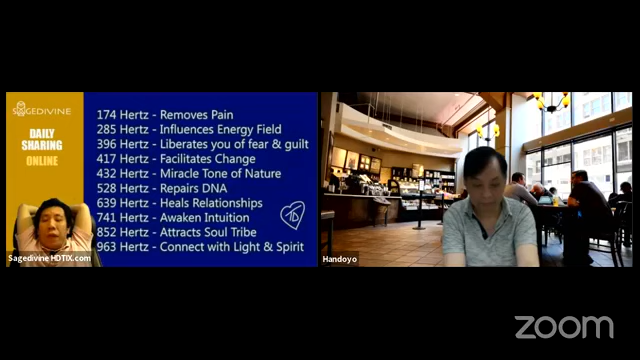 SAGEDIVINE
DAILY
SHARING
ONLINE
174 Hertz - Removes Pain
285 Hertz - Influences Energy Field
396 Hertz - Liberates you of fear & guilt
417 Hertz - Facilitates Change
432 Hertz - Miracle Tone of Nature
528 Hertz - Repairs DNA
639 Hertz - Heals Relationships
741 Hertz - Awaken Intuition
852 Hertz - Attracts Soul Tribe
963 Hertz - Connect with Light & Spirit
Sagedivine HDTIX.com
Handoyo
zoom